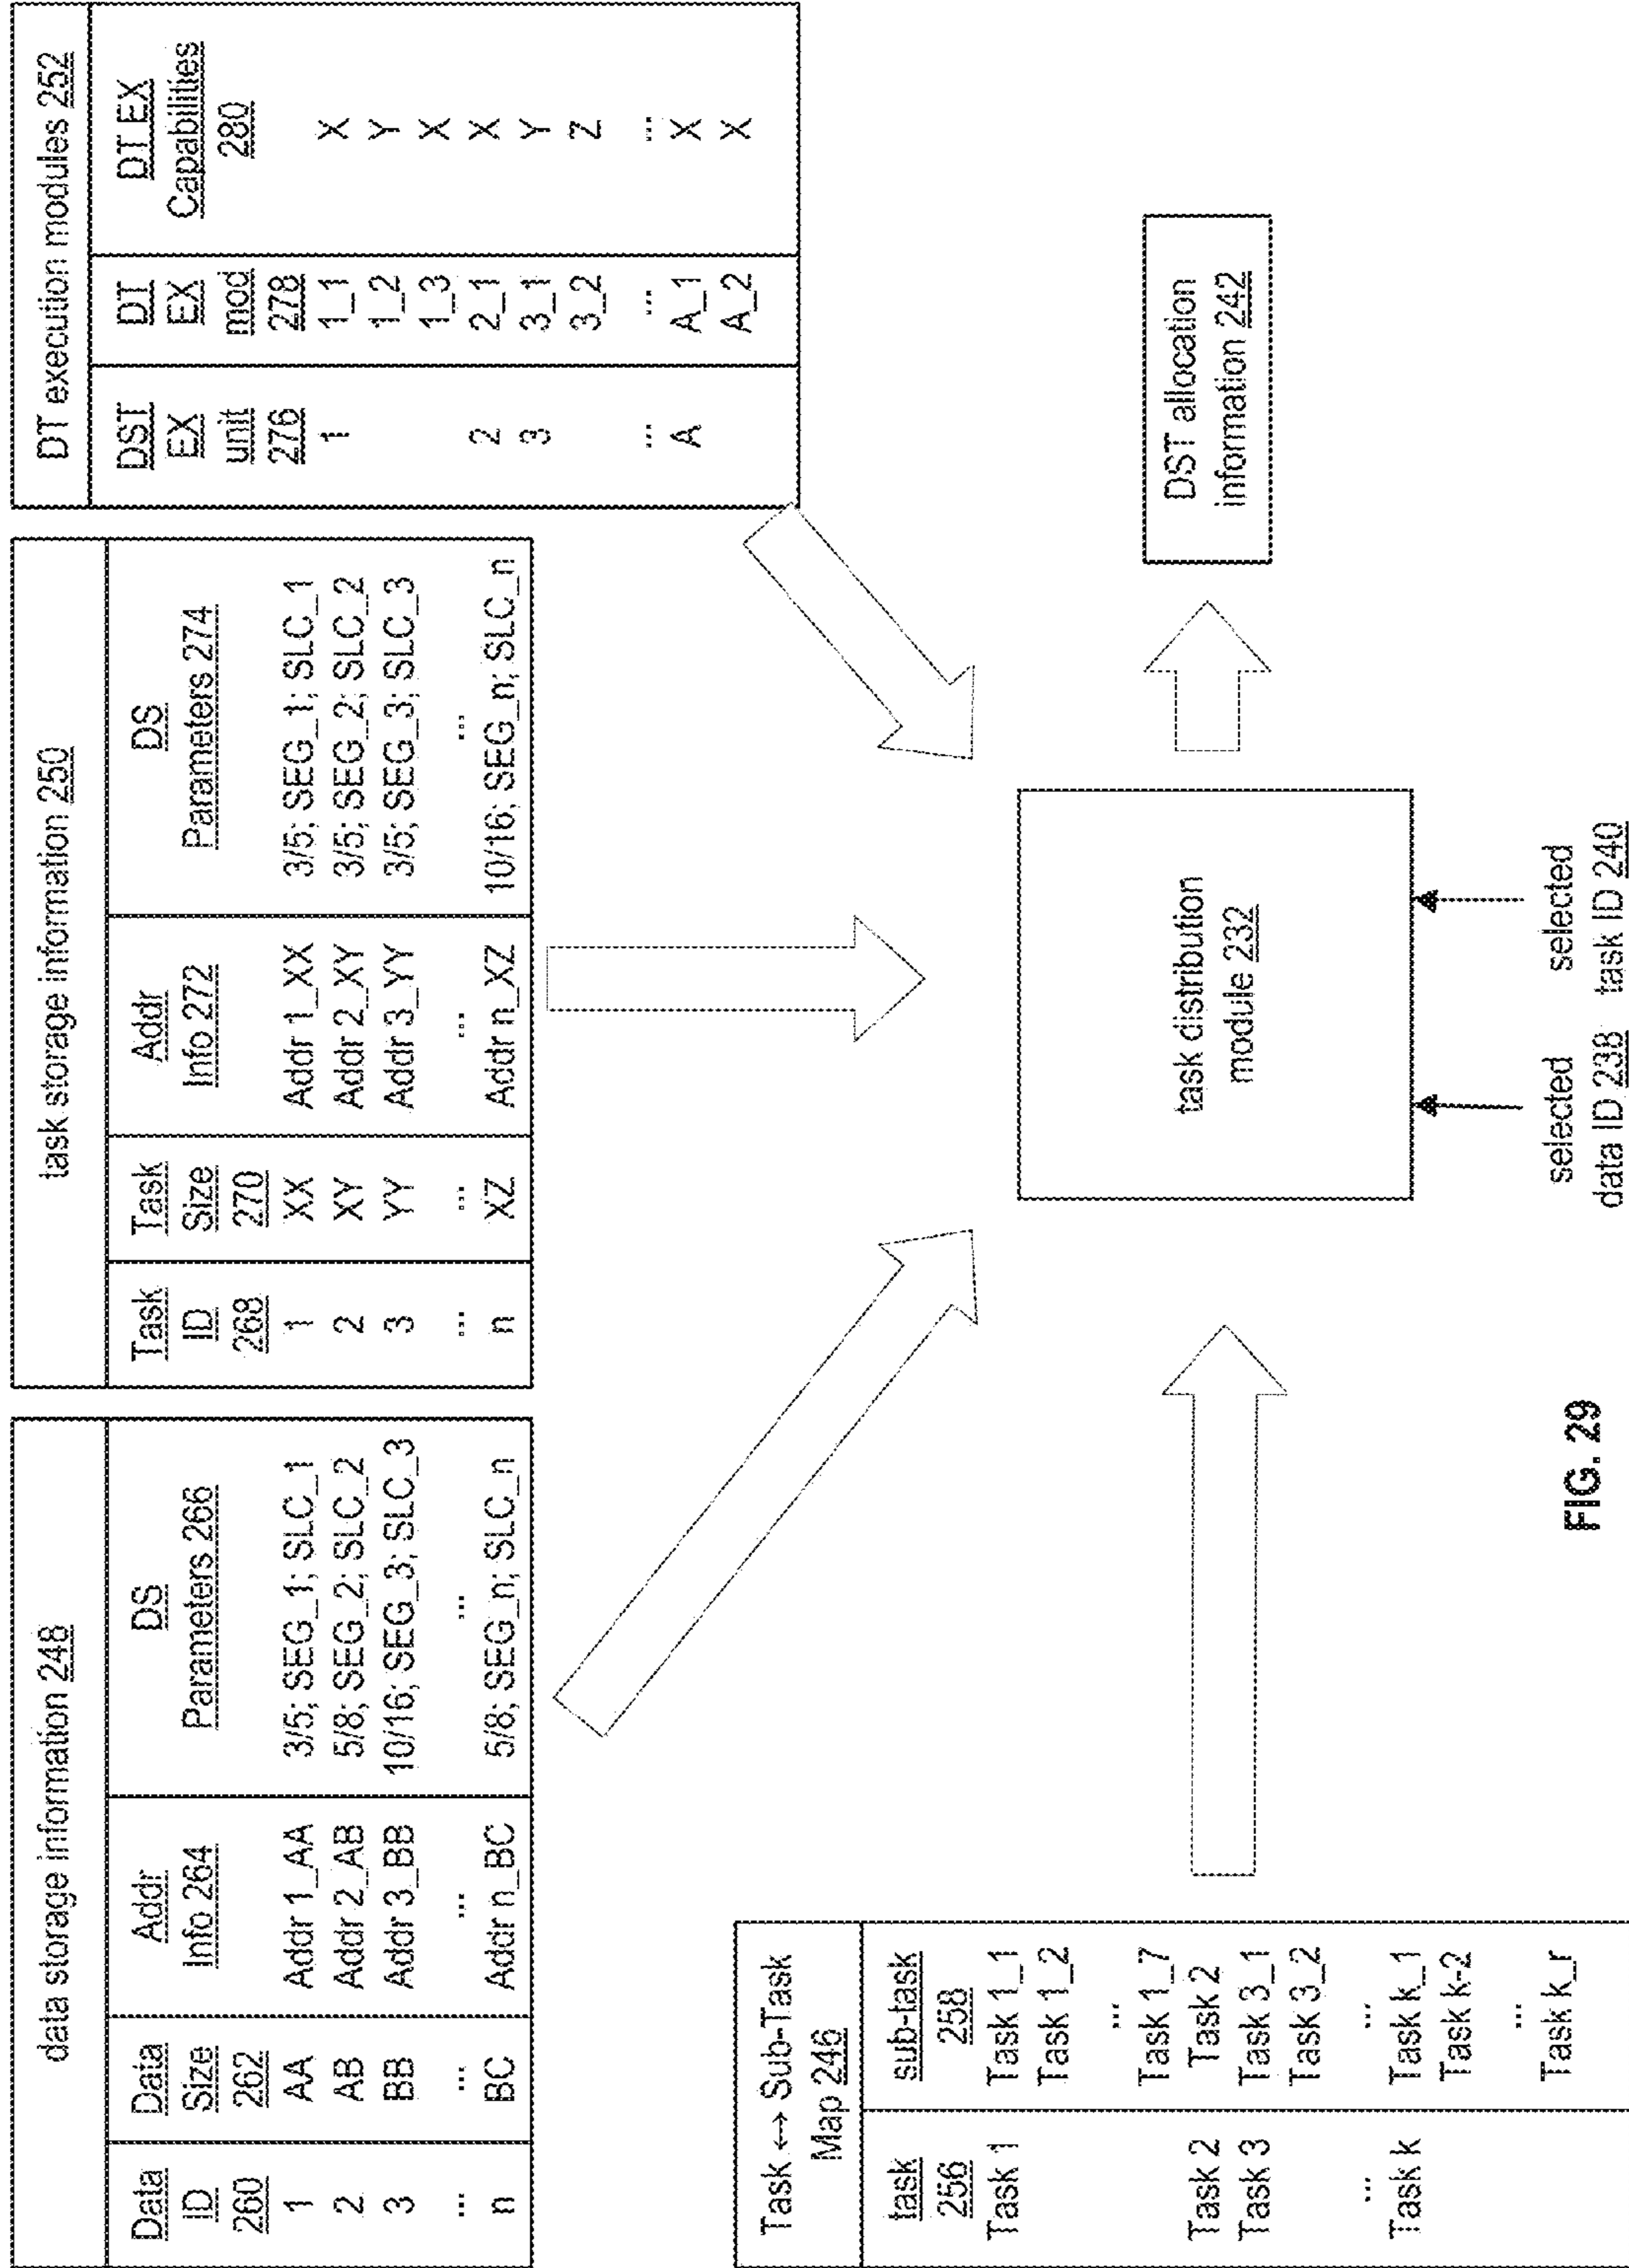 data storage information 248
Data ID 260 Data Size 262 Addr Info 264 DS Parameters 266
1 AA Addr 1_AA 3/5; SEG_1; SLC_1
2 AB Addr 2_AB 5/8; SEG_2; SLC_2
3 BB Addr 3_BB 10/16; SEG_3; SLC_3
... ... ... ...
n BC Addr n_BC 5/8; SEG_n; SLC_n
task storage information 250
Task ID 268 Task Size 270 Addr Info 272 DS Parameters 274
1 XX Addr 1_XX 3/5; SEG_1; SLC_1
2 XY Addr 2_XY 3/5; SEG_2; SLC_2
3 YY Addr 3_YY 3/5; SEG_3; SLC_3
... ... ... ...
n XZ Addr n_XZ 10/16; SEG_n; SLC_n
DT execution modules 252
DST EX unit 276 DT EX mod 278 DT EX Capabilities 280
1 1_1 X
1_2 Y
1_3 X
2 2_1 X
3 3_1 Y
3_2 Z
... ... ...
A A_1 X
A_2 X
Task ↔ Sub-Task
Map 246
task 256 sub-task 258
Task 1 Task 1_1
Task 1_2
...
Task 1_7
Task 2 Task 2
Task 3 Task 3_1
Task 3_2
... ...
Task k Task k_1
Task k-2
...
Task k_r
task distribution
module 232
DST allocation
information 242
selected
data ID 238
selected
task ID 240
FIG. 29